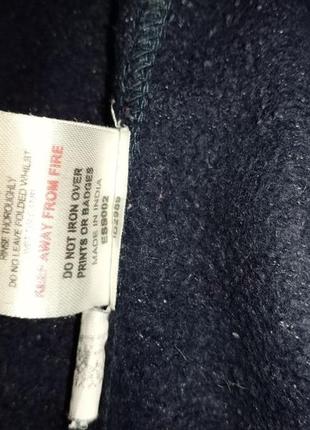 RINSE THOROUGHLY
DO NOT LEAVE FOLDED WHILST
KEEP AWAY FROM FIRE
DO NOT IRON OVER
PRINTS OR BADGES
MADE IN INDIA
ESS002